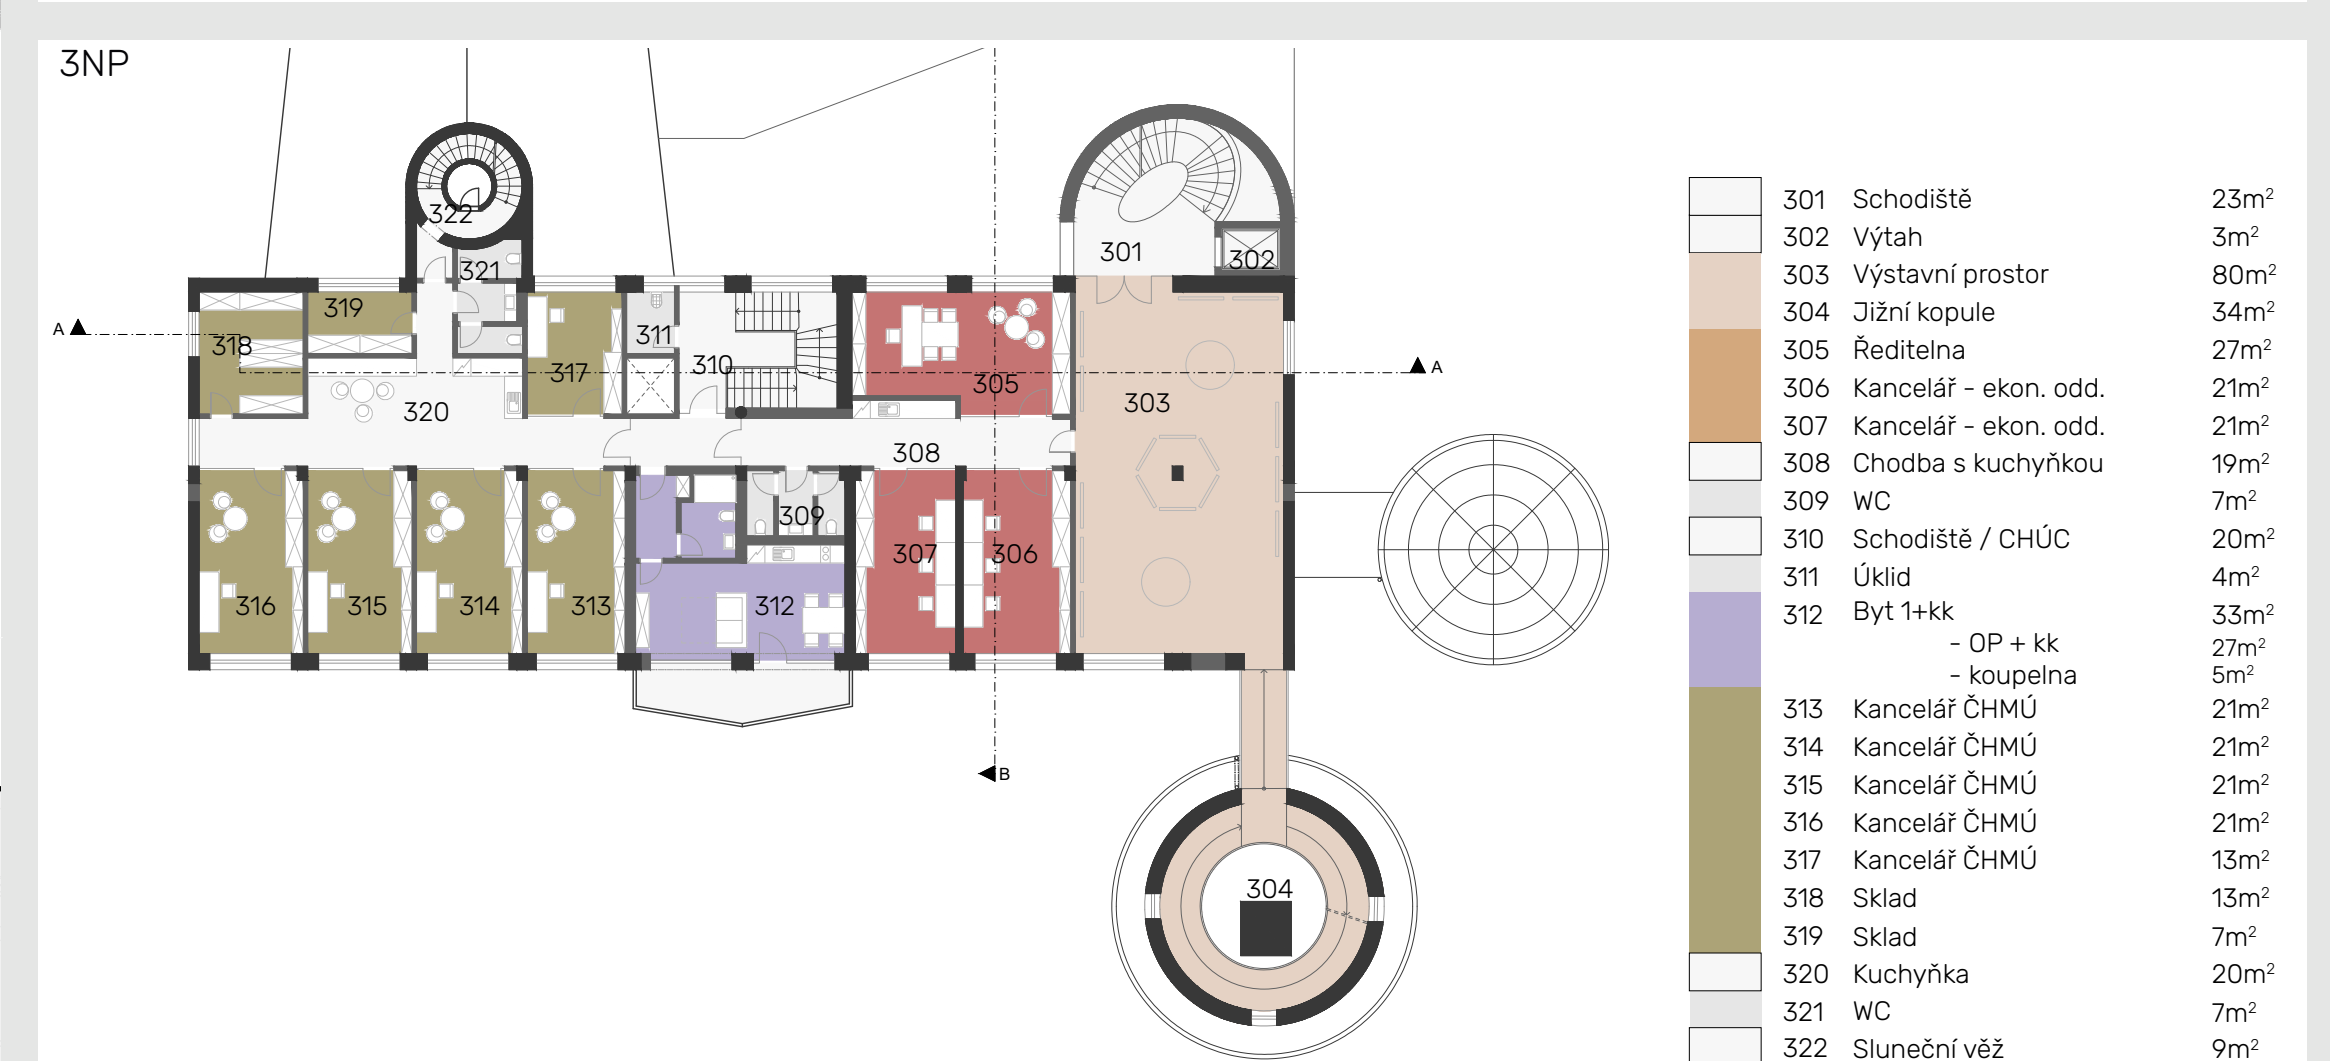 3NP
322
321
301
302
319
318
311
310
317
305
A
A
320
303
308
309
307
306
316
315
314
313
312
B
304
301 Schodiště 23m²
302 Výtah 3m²
303 Výstavní prostor 80m²
304 Jižní kopule 34m²
305 Ředitelna 27m²
306 Kancelář - ekon. odd. 21m²
307 Kancelář - ekon. odd. 21m²
308 Chodba s kuchyňkou 19m²
309 WC 7m²
310 Schodiště / CHÚC 20m²
311 Úklid 4m²
312 Byt 1+kk 33m²
- OP + kk 27m²
- koupelna 5m²
313 Kancelář ČHMÚ 21m²
314 Kancelář ČHMÚ 21m²
315 Kancelář ČHMÚ 21m²
316 Kancelář ČHMÚ 21m²
317 Kancelář ČHMÚ 13m²
318 Sklad 13m²
319 Sklad 7m²
320 Kuchyňka 20m²
321 WC 7m²
322 Sluneční věž 9m²